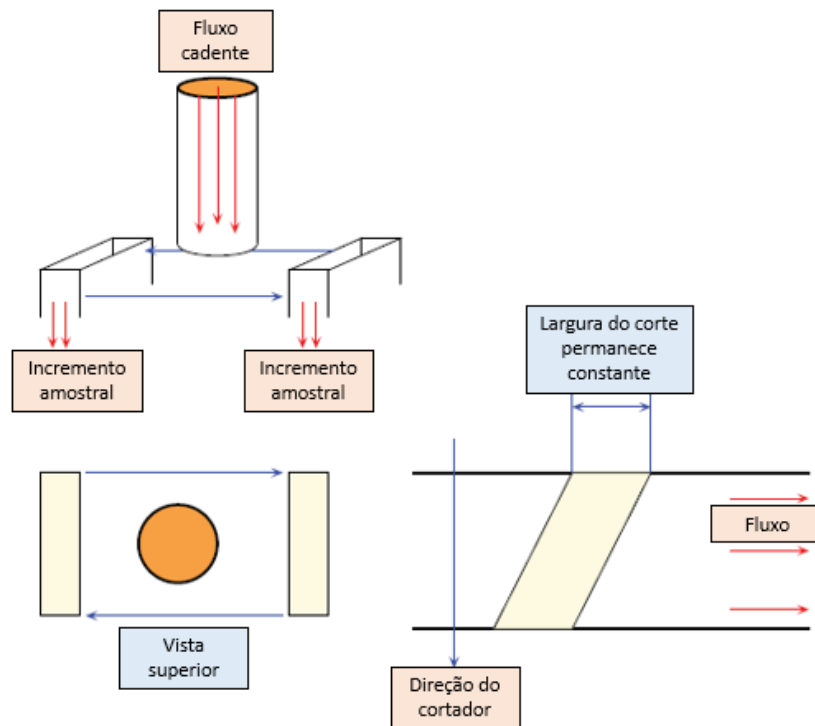 Fluxo
cadente
Incremento
amostral
Incremento
amostral
Largura do corte
permanece
constante
Fluxo
Vista
superior
Direção do
cortador